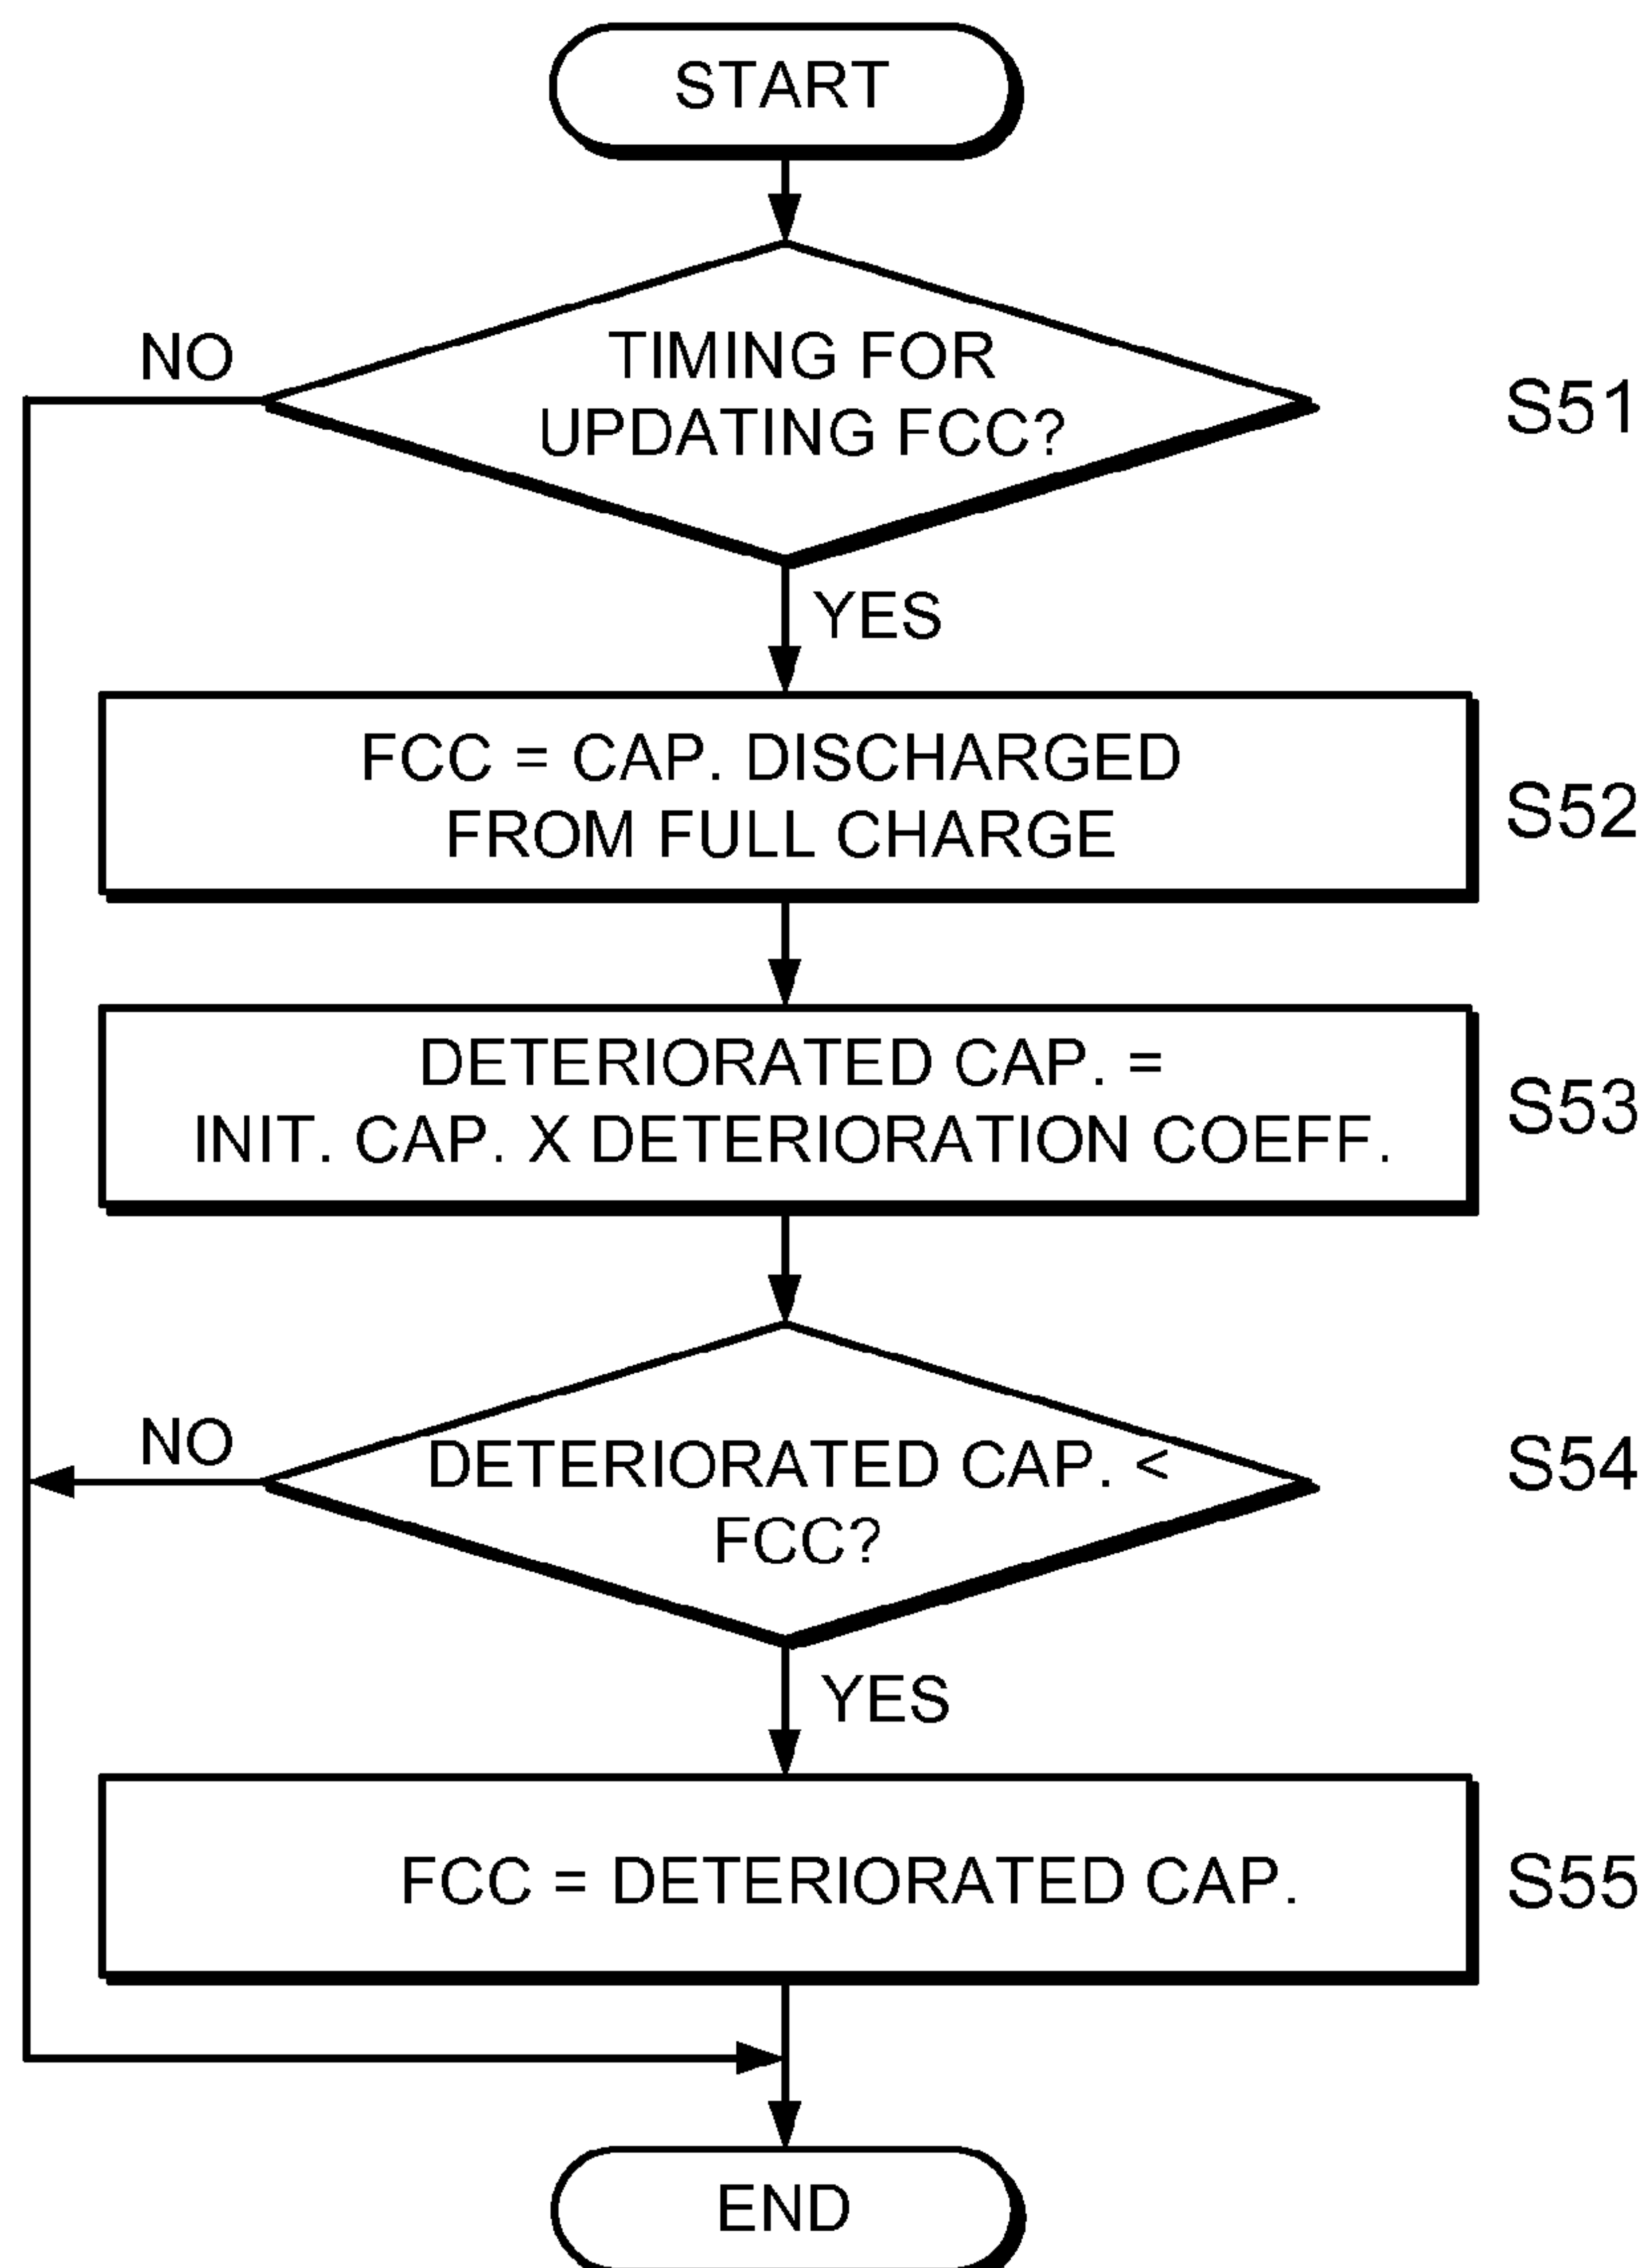 START
NO
TIMING FOR
UPDATING FCC?
S51
YES
FCC = CAP. DISCHARGED
FROM FULL CHARGE
S52
DETERIORATED CAP. =
INIT. CAP. X DETERIORATION COEFF.
S53
NO
DETERIORATED CAP. <
FCC?
S54
YES
FCC = DETERIORATED CAP.
S55
END